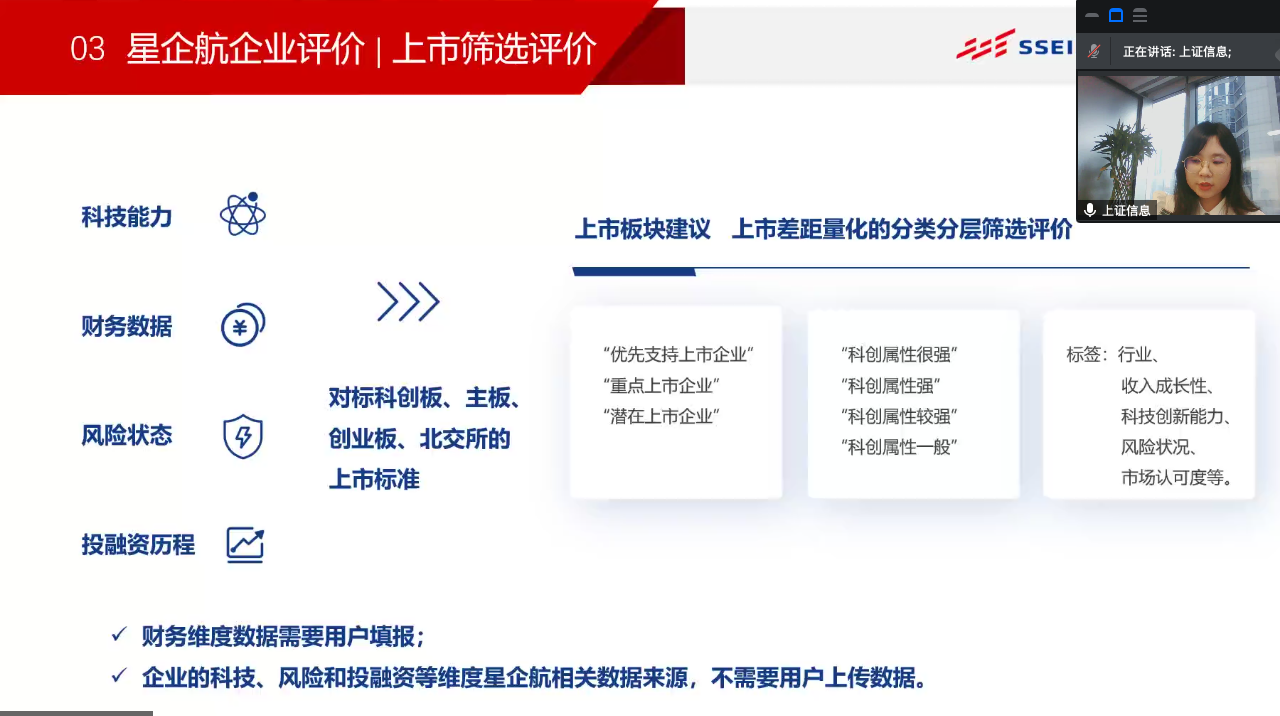 03 星企航企业评价 | 上市筛选评价
SSEI
正在讲话: 上证信息;
上证信息
科技能力
财务数据
风险状态
投融资历程
对标科创板、主板、
创业板、北交所的
上市标准
上市板块建议 上市差距量化的分类分层筛选评价
“优先支持上市企业”
“重点上市企业”
“潜在上市企业”
“科创属性很强”
“科创属性强”
“科创属性较强”
“科创属性一般”
标签：行业、
收入成长性、
科技创新能力、
风险状况、
市场认可度等。
✓ 财务维度数据需要用户填报；
✓ 企业的科技、风险和投融资等维度星企航相关数据来源，不需要用户上传数据。